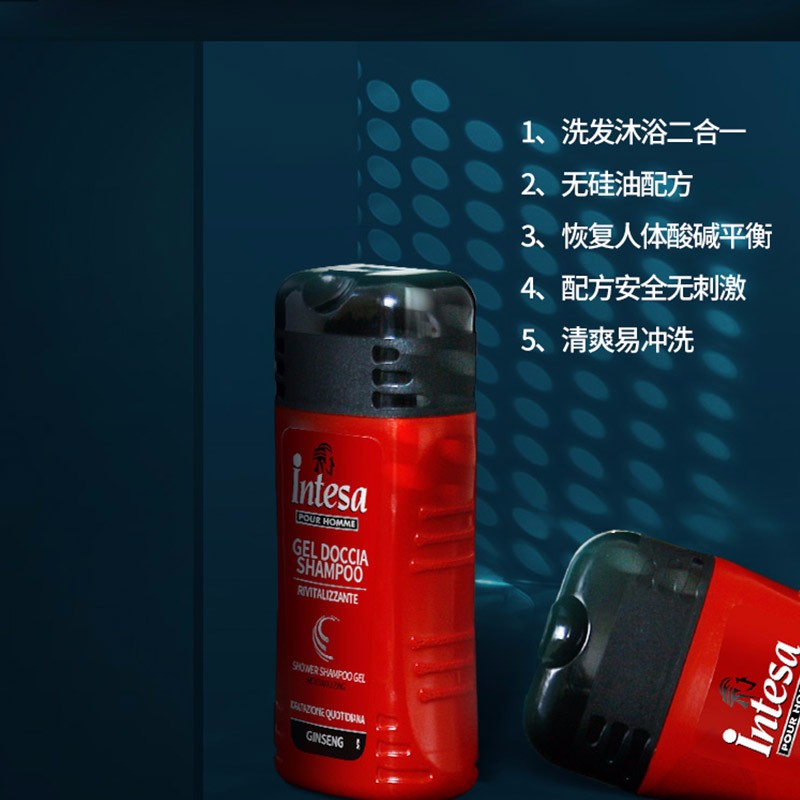 1、洗发沐浴二合一
2、无硅油配方
3、恢复人体酸碱平衡
4、配方安全无刺激
5、清爽易冲洗
Intesa
POUR HOMME
GEL DOCCIA
SHAMPOO
RIVITALIZZANTE
SHOWER SHAMPOO GEL
IDRATAZIONE QUOTIDIANA
GINSENG
Intesa
POUR HO